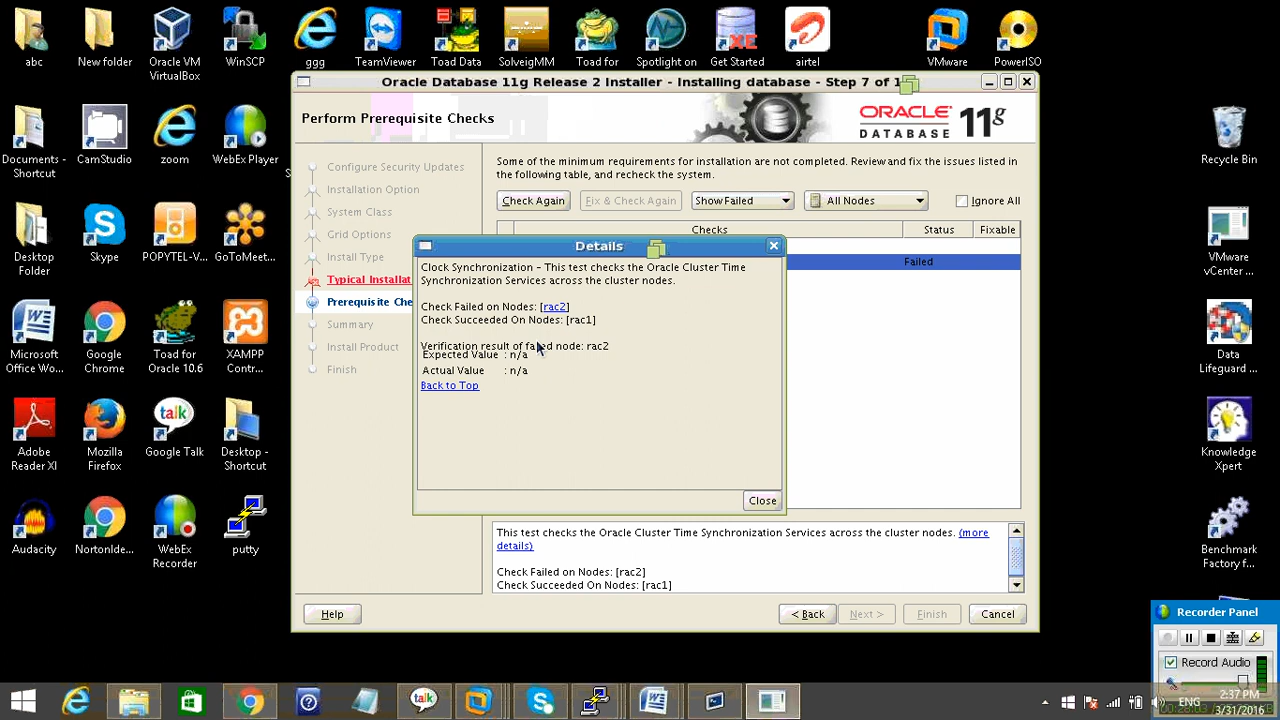 abc
New folder
Oracle VM
VirtualBox
WinSCP
ggg
TeamViewer
Toad Data
SolveigMM
Toad for
Spotlight on
Get Started
airtel
VMware
PowerISO
Documents -
Shortcut
CamStudio
zoom
WebEx Player
Recycle Bin
Desktop
Folder
Skype
POPYTEL-V...
GoToMeet...
VMware
vCenter ...
Microsoft
Office Wo...
Google
Chrome
Toad for
Oracle 10.6
XAMPP
Contr...
Data
Lifeguard ...
Adobe
Reader XI
Mozilla
Firefox
Google Talk
Desktop -
Shortcut
Knowledge
Xpert
Audacity
NortonIde...
WebEx
Recorder
putty
Benchmark
Factory f...
Oracle Database 11g Release 2 Installer - Installing database - Step 7 of 1
Perform Prerequisite Checks
ORACLE
DATABASE
11g
Configure Security Updates
Installation Option
System Class
Grid Options
Install Type
Typical Installat
Prerequisite Che
Summary
Install Product
Finish
Some of the minimum requirements for installation are not completed. Review and fix the issues listed in
the following table, and recheck the system.
Check Again
Fix & Check Again
Show Failed
All Nodes
Ignore All
Checks
Status
Fixable
Failed
Details
Clock Synchronization - This test checks the Oracle Cluster Time
Synchronization Services across the cluster nodes.
Check Failed on Nodes: [rac2]
Check Succeeded On Nodes: [rac1]
Verification result of failed node: rac2
Expected Value : n/a
Actual Value : n/a
Back to Top
Close
This test checks the Oracle Cluster Time Synchronization Services across the cluster nodes. (more
details)
Check Failed on Nodes: [rac2]
Check Succeeded On Nodes: [rac1]
Help
< Back
Next >
Finish
Cancel
Recorder Panel
Record Audio
talk
ENG
2:37 PM
3/31/2016